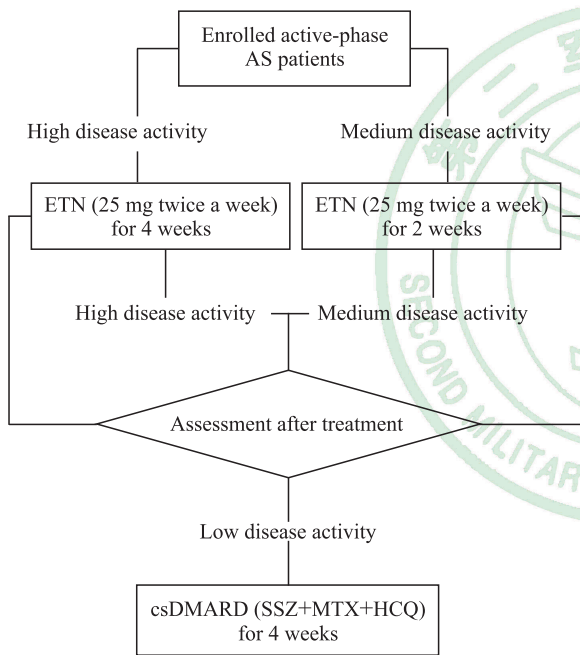 Enrolled active-phase
AS patients
High disease activity
Medium disease activity
ETN (25 mg twice a week)
for 4 weeks
ETN (25 mg twice a week)
for 2 weeks
High disease activity
Medium disease activity
Assessment after treatment
Low disease activity
csDMARD (SSZ+MTX+HCQ)
for 4 weeks
SECOND MILITAR